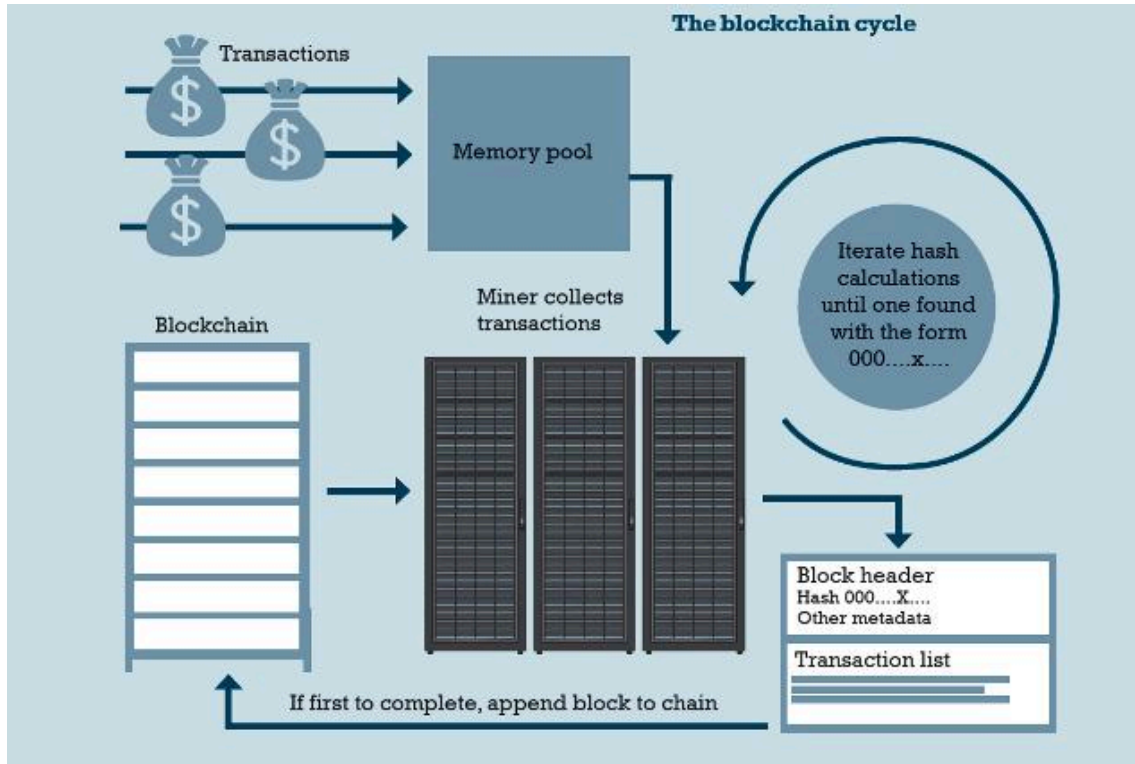 The blockchain cycle
Transactions
$
$
$
Memory pool
Iterate hash
calculations
until one found
with the form
000....x....
Miner collects
transactions
Blockchain
Block header
Hash 000....X....
Other metadata
Transaction list
If first to complete, append block to chain